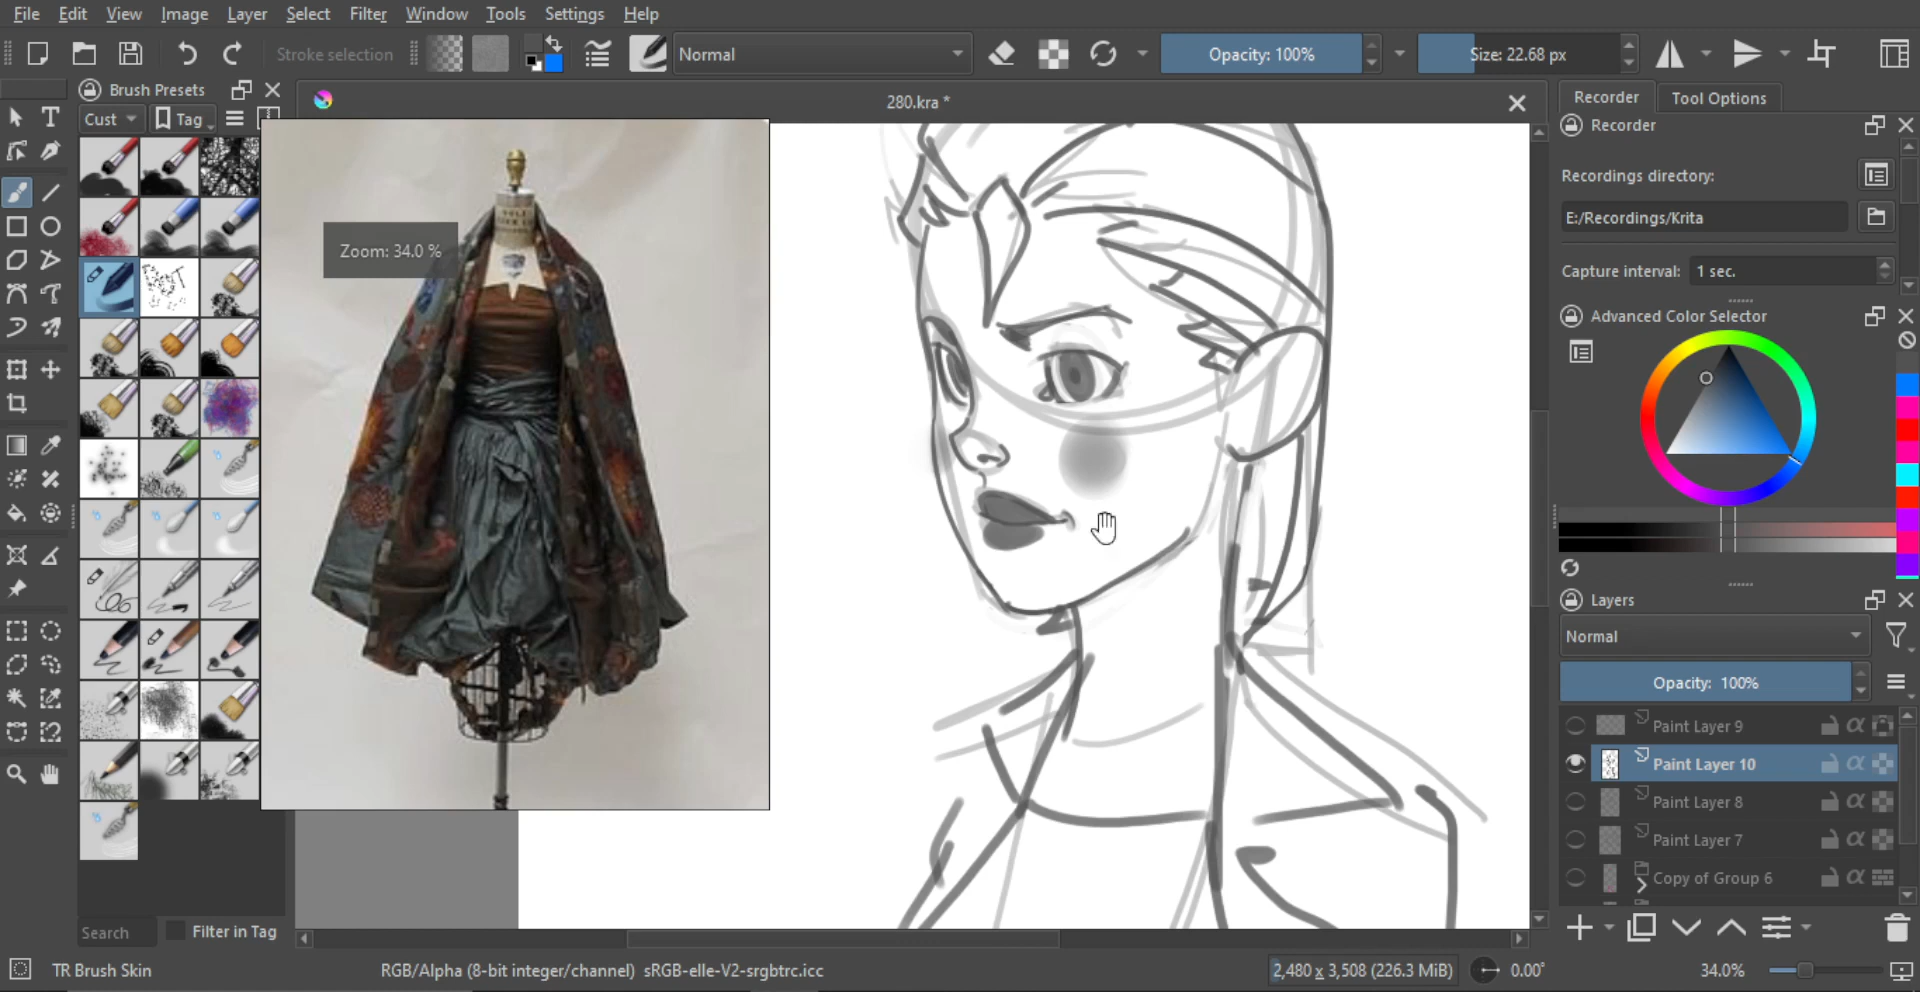 File Edit View Image Layer Select Filter Window Tools Settings Help
Stroke selection Normal Opacity: 100% Size: 22.68 px
Brush Presets
280.kra *
Recorder Tool Options
Cust Tag
Recorder
Recordings directory:
E:/Recordings/Krita
Zoom: 34.0 %
Capture interval: 1 sec.
Advanced Color Selector
Layers
Normal
Opacity: 100%
Paint Layer 9
Paint Layer 10
Paint Layer 8
Paint Layer 7
Copy of Group 6
Search Filter in Tag
TR Brush Skin RGB/Alpha (8-bit integer/channel) sRGB-elle-V2-srgbtrc.icc 2,480 x 3,508 (226.3 MiB) 0.00° 34.0%